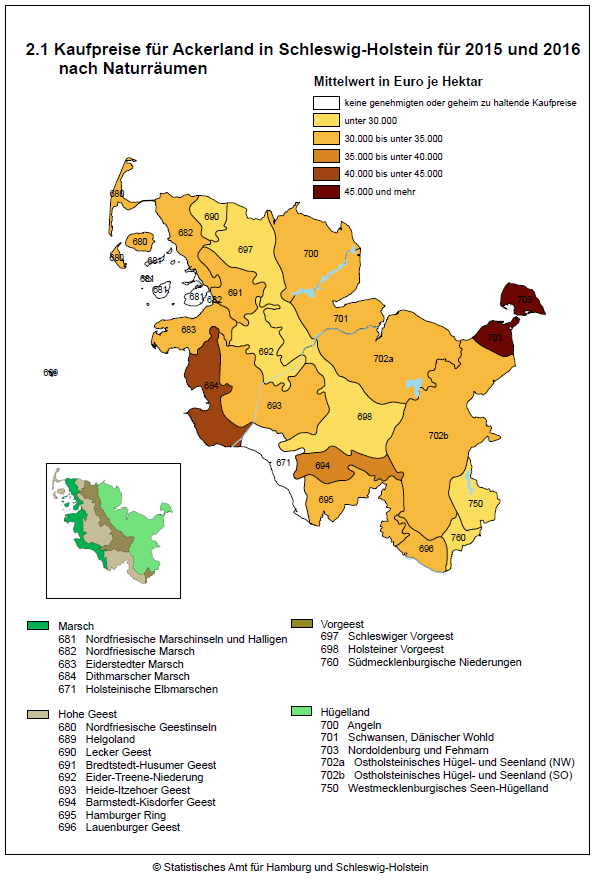 2.1 Kaufpreise für Ackerland in Schleswig-Holstein für 2015 und 2016
nach Naturräumen
Mittelwert in Euro je Hektar
keine genehmigten oder geheim zu haltende Kaufpreise
unter 30.000
30.000 bis unter 35.000
35.000 bis unter 40.000
40.000 bis unter 45.000
45.000 und mehr
680
690
682
697
680
700
680
681
681
691
703
681
681
682
701
683
703
692
702a
689
684
693
698
702b
671
694
695
750
760
696
Marsch
681 Nordfriesische Marschinseln und Halligen
682 Nordfriesische Marsch
683 Eiderstedter Marsch
684 Dithmarscher Marsch
671 Holsteinische Elbmarschen
Vorgeest
697 Schleswiger Vorgeest
698 Holsteiner Vorgeest
760 Südmecklenburgische Niederungen
Hohe Geest
680 Nordfriesische Geestinseln
689 Helgoland
690 Lecker Geest
691 Bredtstedt-Husumer Geest
692 Eider-Treene-Niederung
693 Heide-Itzehoer Geest
694 Barmstedt-Kisdorfer Geest
695 Hamburger Ring
696 Lauenburger Geest
Hügelland
700 Angeln
701 Schwansen, Dänischer Wohld
703 Nordoldenburg und Fehmarn
702a Ostholsteinisches Hügel- und Seenland (NW)
702b Ostholsteinisches Hügel- und Seenland (SO)
750 Westmecklenburgisches Seen-Hügelland
© Statistisches Amt für Hamburg und Schleswig-Holstein